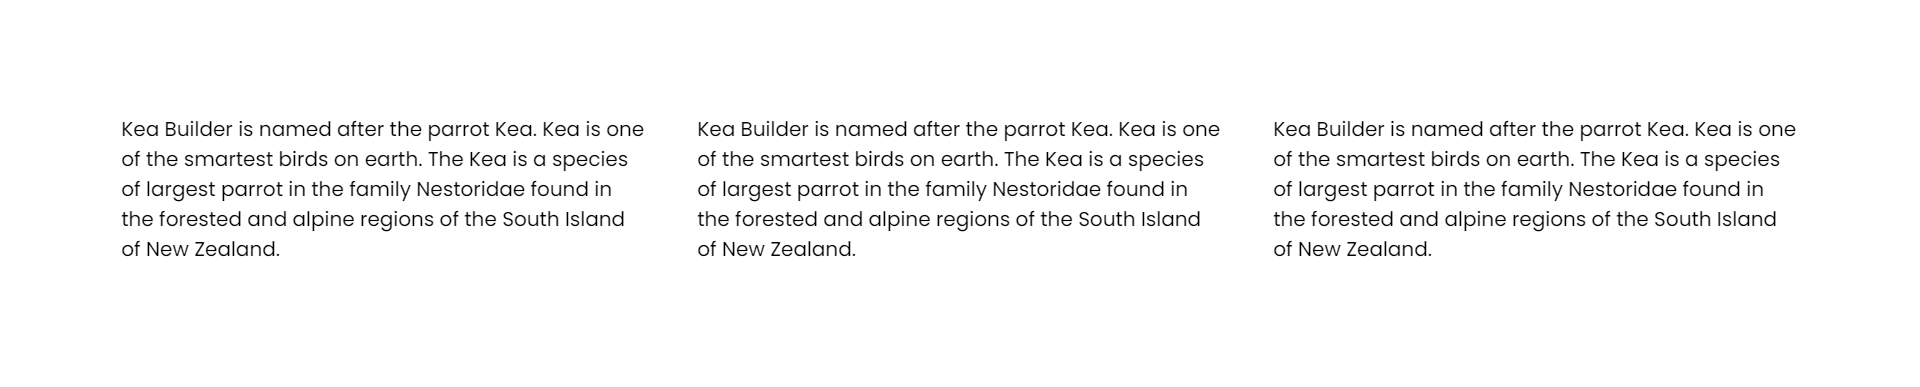 Kea Builder is named after the parrot Kea. Kea is one
of the smartest birds on earth. The Kea is a species
of largest parrot in the family Nestoridae found in
the forested and alpine regions of the South Island
of New Zealand.
Kea Builder is named after the parrot Kea. Kea is one
of the smartest birds on earth. The Kea is a species
of largest parrot in the family Nestoridae found in
the forested and alpine regions of the South Island
of New Zealand.
Kea Builder is named after the parrot Kea. Kea is one
of the smartest birds on earth. The Kea is a species
of largest parrot in the family Nestoridae found in
the forested and alpine regions of the South Island
of New Zealand.